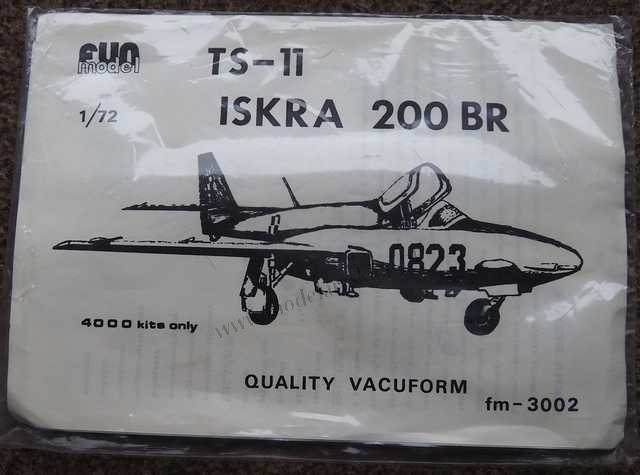 FUN
model
TS-11
1/72
ISKRA 200 BR
0823
4000 kits only
QUALITY VACUFORM
fm-3002